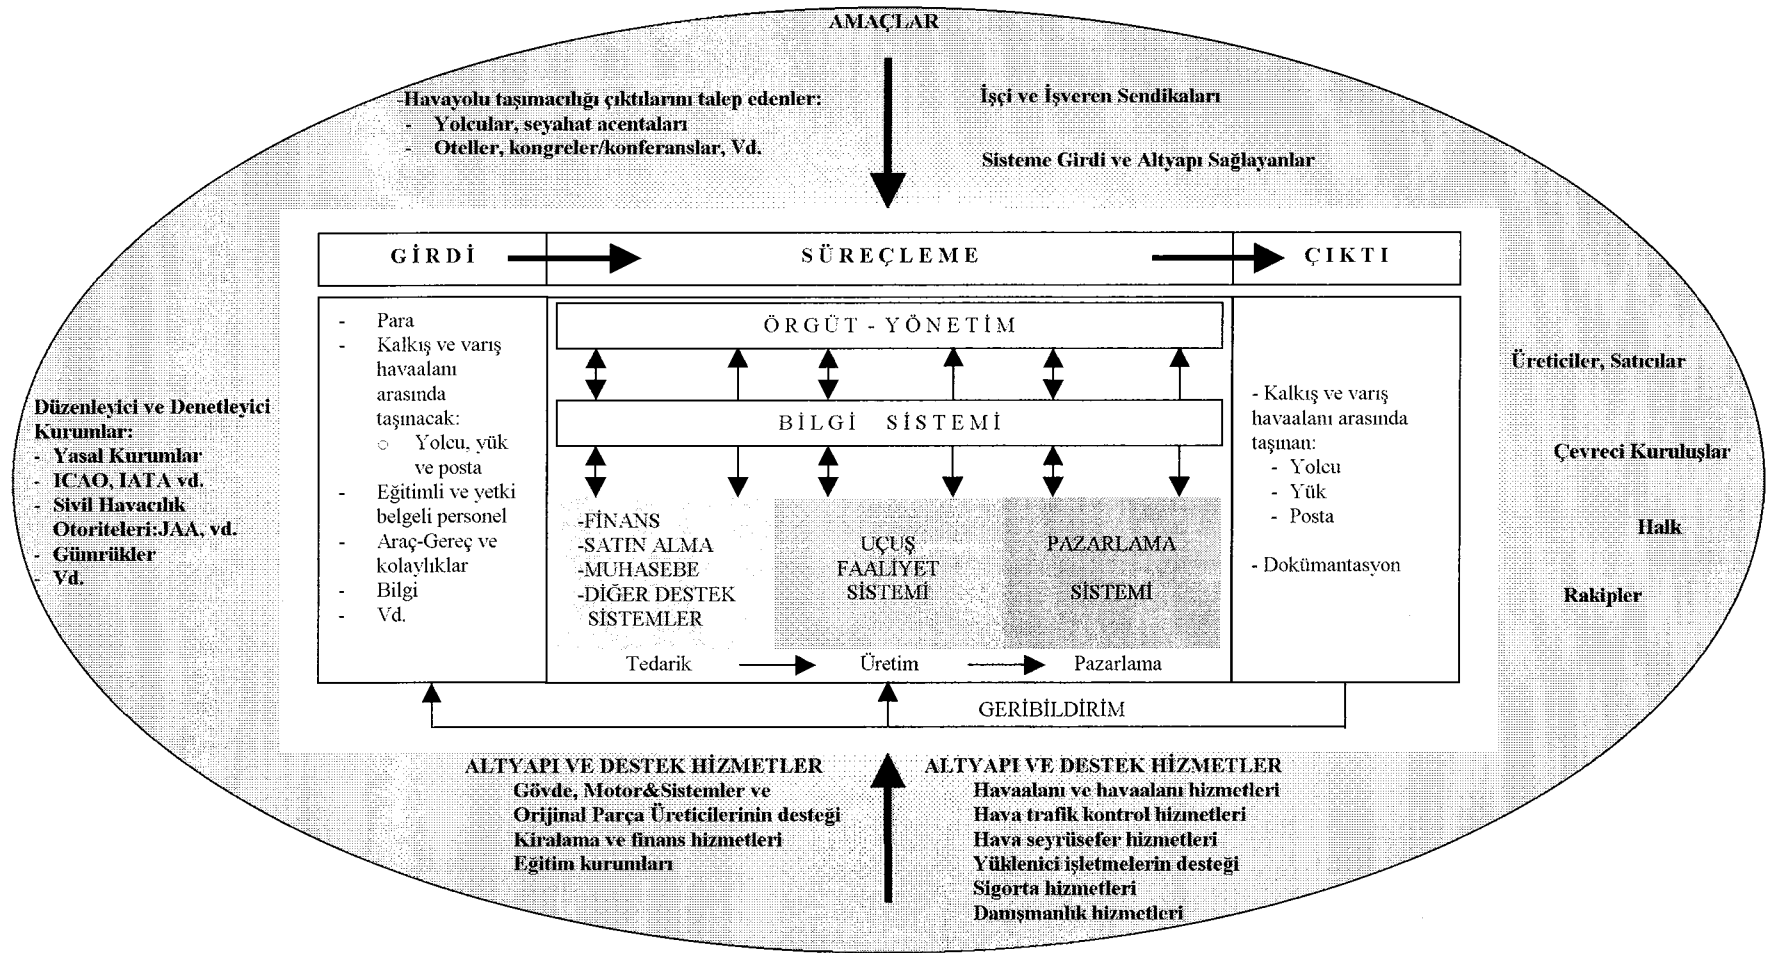 AMAÇLAR
-Havayolu taşımacılığı çıktılarını talep edenler:
- Yolcular, seyahat acentaları
- Oteller, kongreler/konferanslar, Vd.
İşçi ve İşveren Sendikaları
Sisteme Girdi ve Altyapı Sağlayanlar
Düzenleyici ve Denetleyici
Kurumlar:
- Yasal Kurumlar
- ICAO, IATA vd.
- Sivil Havacılık
Otoriteleri:JAA, vd.
- Gümrükler
- Vd.
GİRDİ
SÜREÇLEME
ÇIKTI
- Para
- Kalkış ve varış
havaalanı
arasında
taşınacak:
○ Yolcu, yük
ve posta
- Eğitimli ve yetki
belgeli personel
- Araç-Gereç ve
kolaylıklar
- Bilgi
- Vd.
ÖRGÜT - YÖNETİM
BİLGİ SİSTEMİ
-FİNANS
-SATIN ALMA
-MUHASEBE
-DİĞER DESTEK
SİSTEMLER
UÇUŞ
FAALİYET
SİSTEMİ
PAZARLAMA
SİSTEMİ
Tedarik
Üretim
Pazarlama
- Kalkış ve varış
havaalanı arasında
taşınan:
- Yolcu
- Yük
- Posta
- Dokümantasyon
GERİBİLDİRİM
Üreticiler, Satıcılar
Çevreci Kuruluşlar
Halk
Rakipler
ALTYAPI VE DESTEK HİZMETLER
Gövde, Motor&Sistemler ve
Orijinal Parça Üreticilerinin desteği
Kiralama ve finans hizmetleri
Eğitim kurumları
ALTYAPI VE DESTEK HİZMETLER
Havaalanı ve havaalanı hizmetleri
Hava trafik kontrol hizmetleri
Hava seyrüsefer hizmetleri
Yüklenici işletmelerin desteği
Sigorta hizmetleri
Danışmanlık hizmetleri